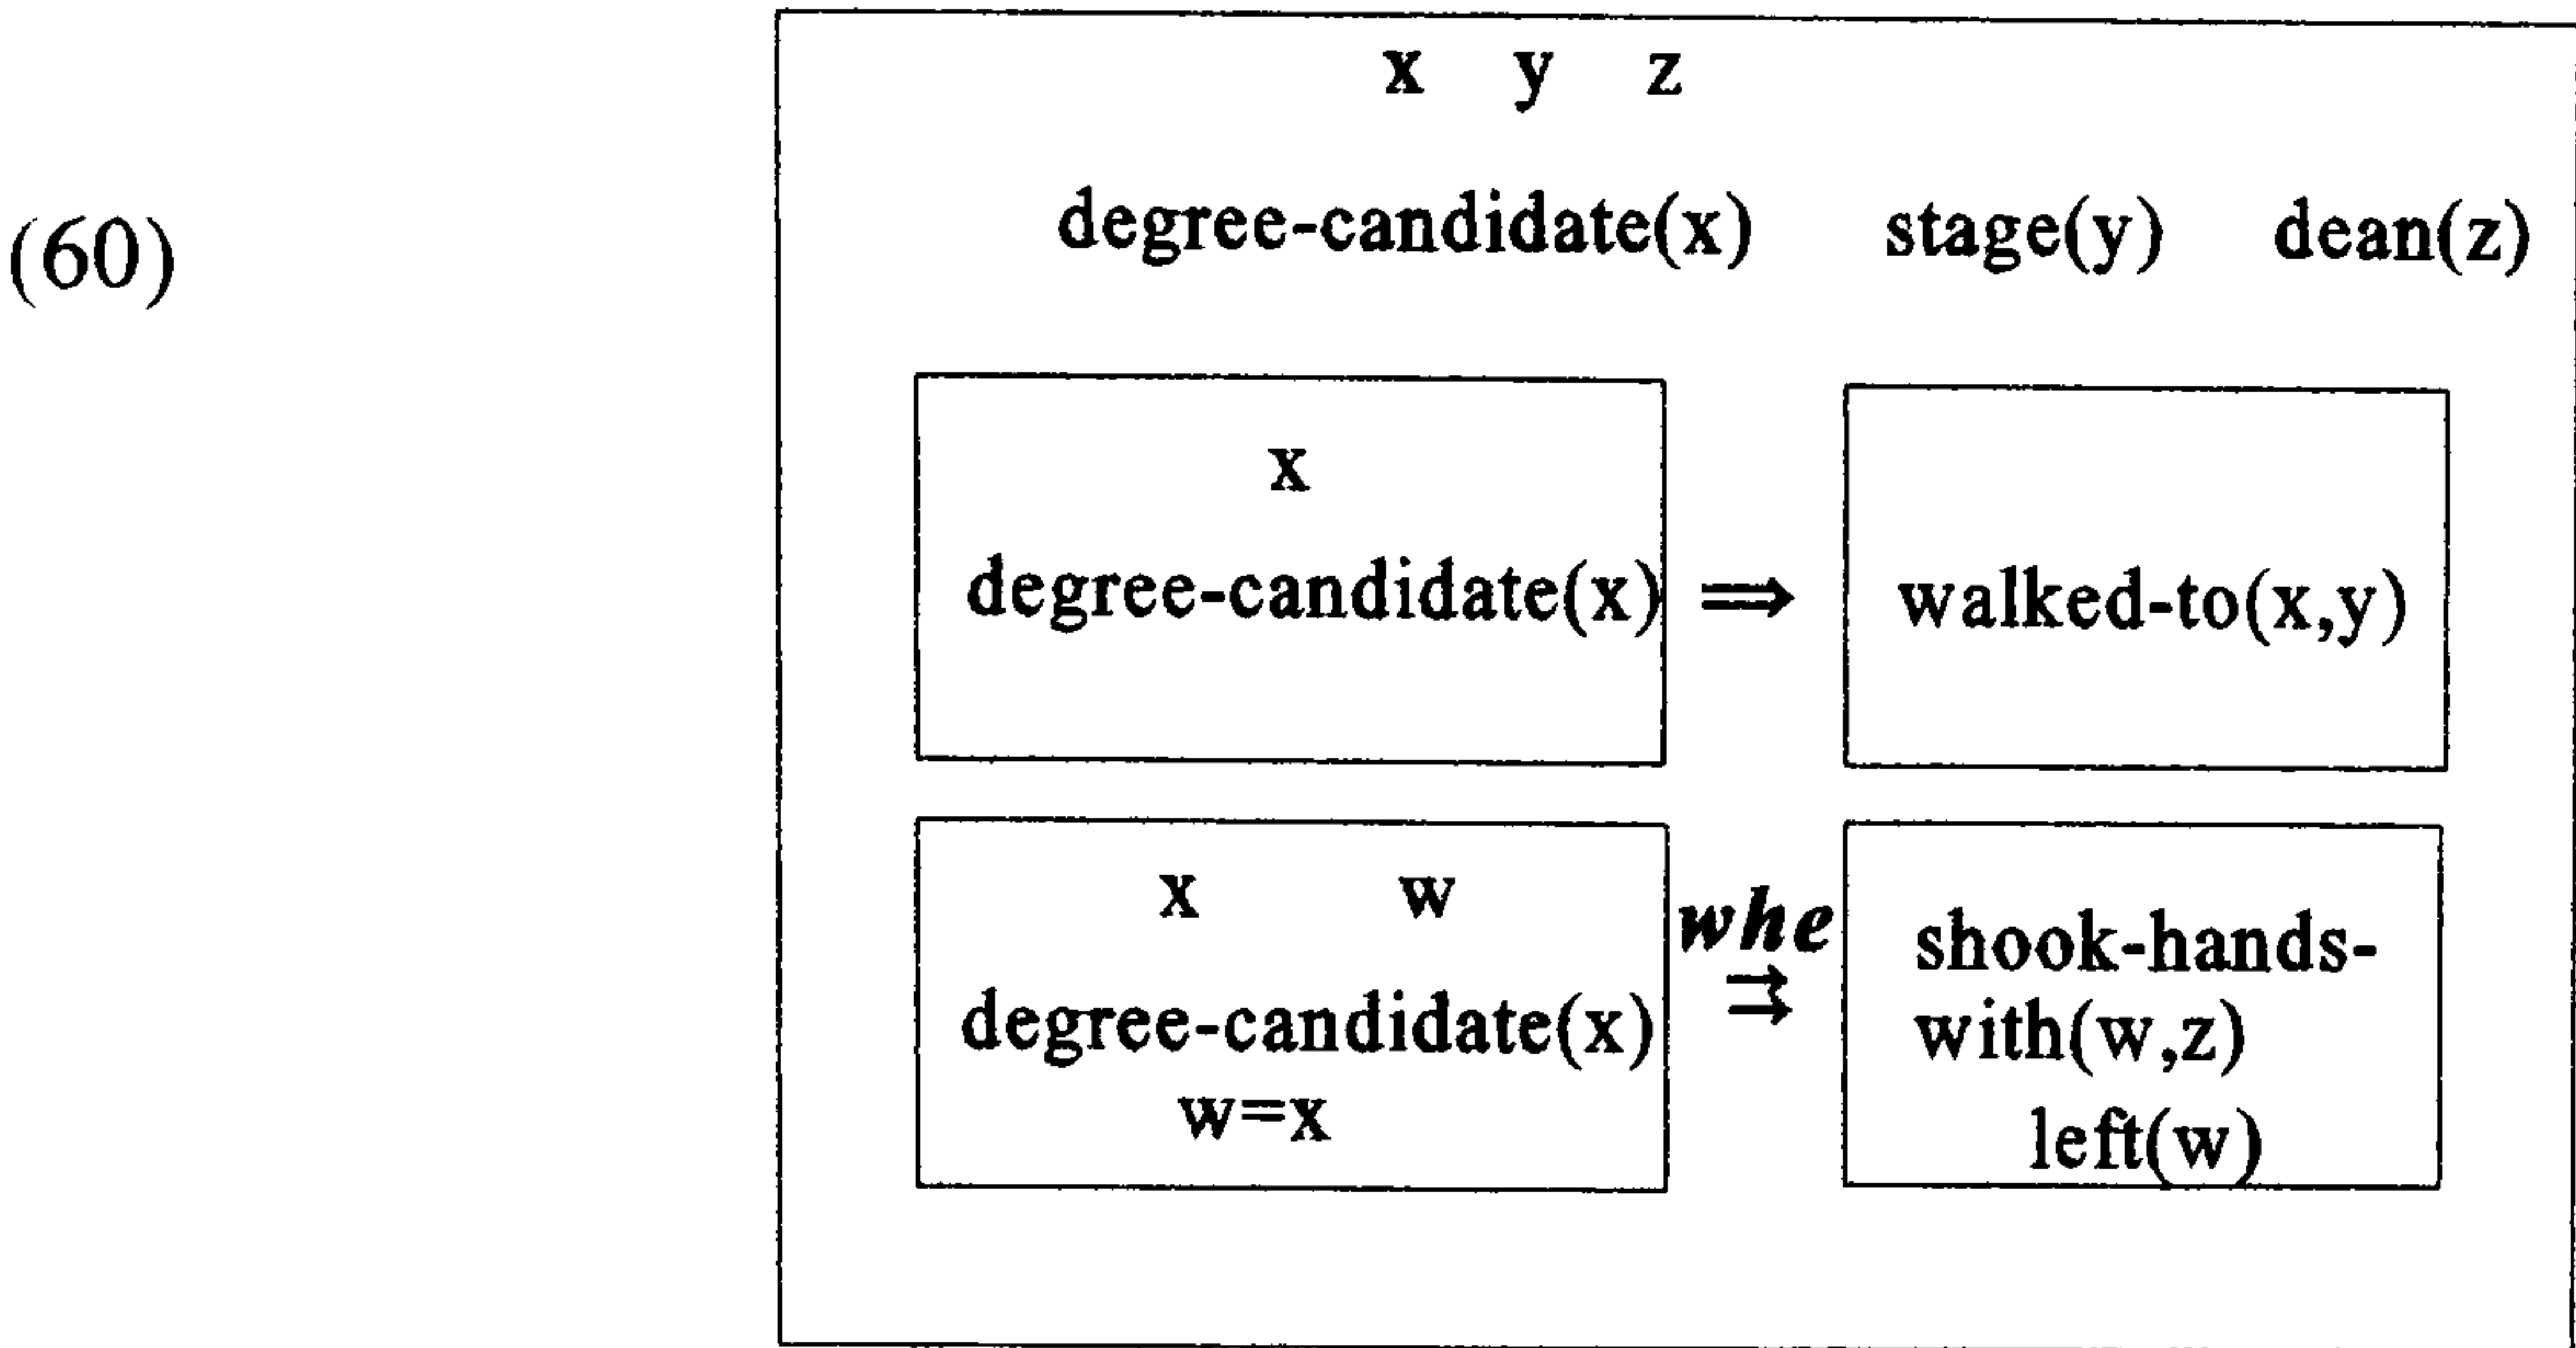 x y z
(60)
degree-candidate(x) stage(y) dean(z)
x
degree-candidate(x) ⇒ walked-to(x,y)
x w
degree-candidate(x)
w=x
whe
⇉
shook-hands-
with(w,z)
left(w)